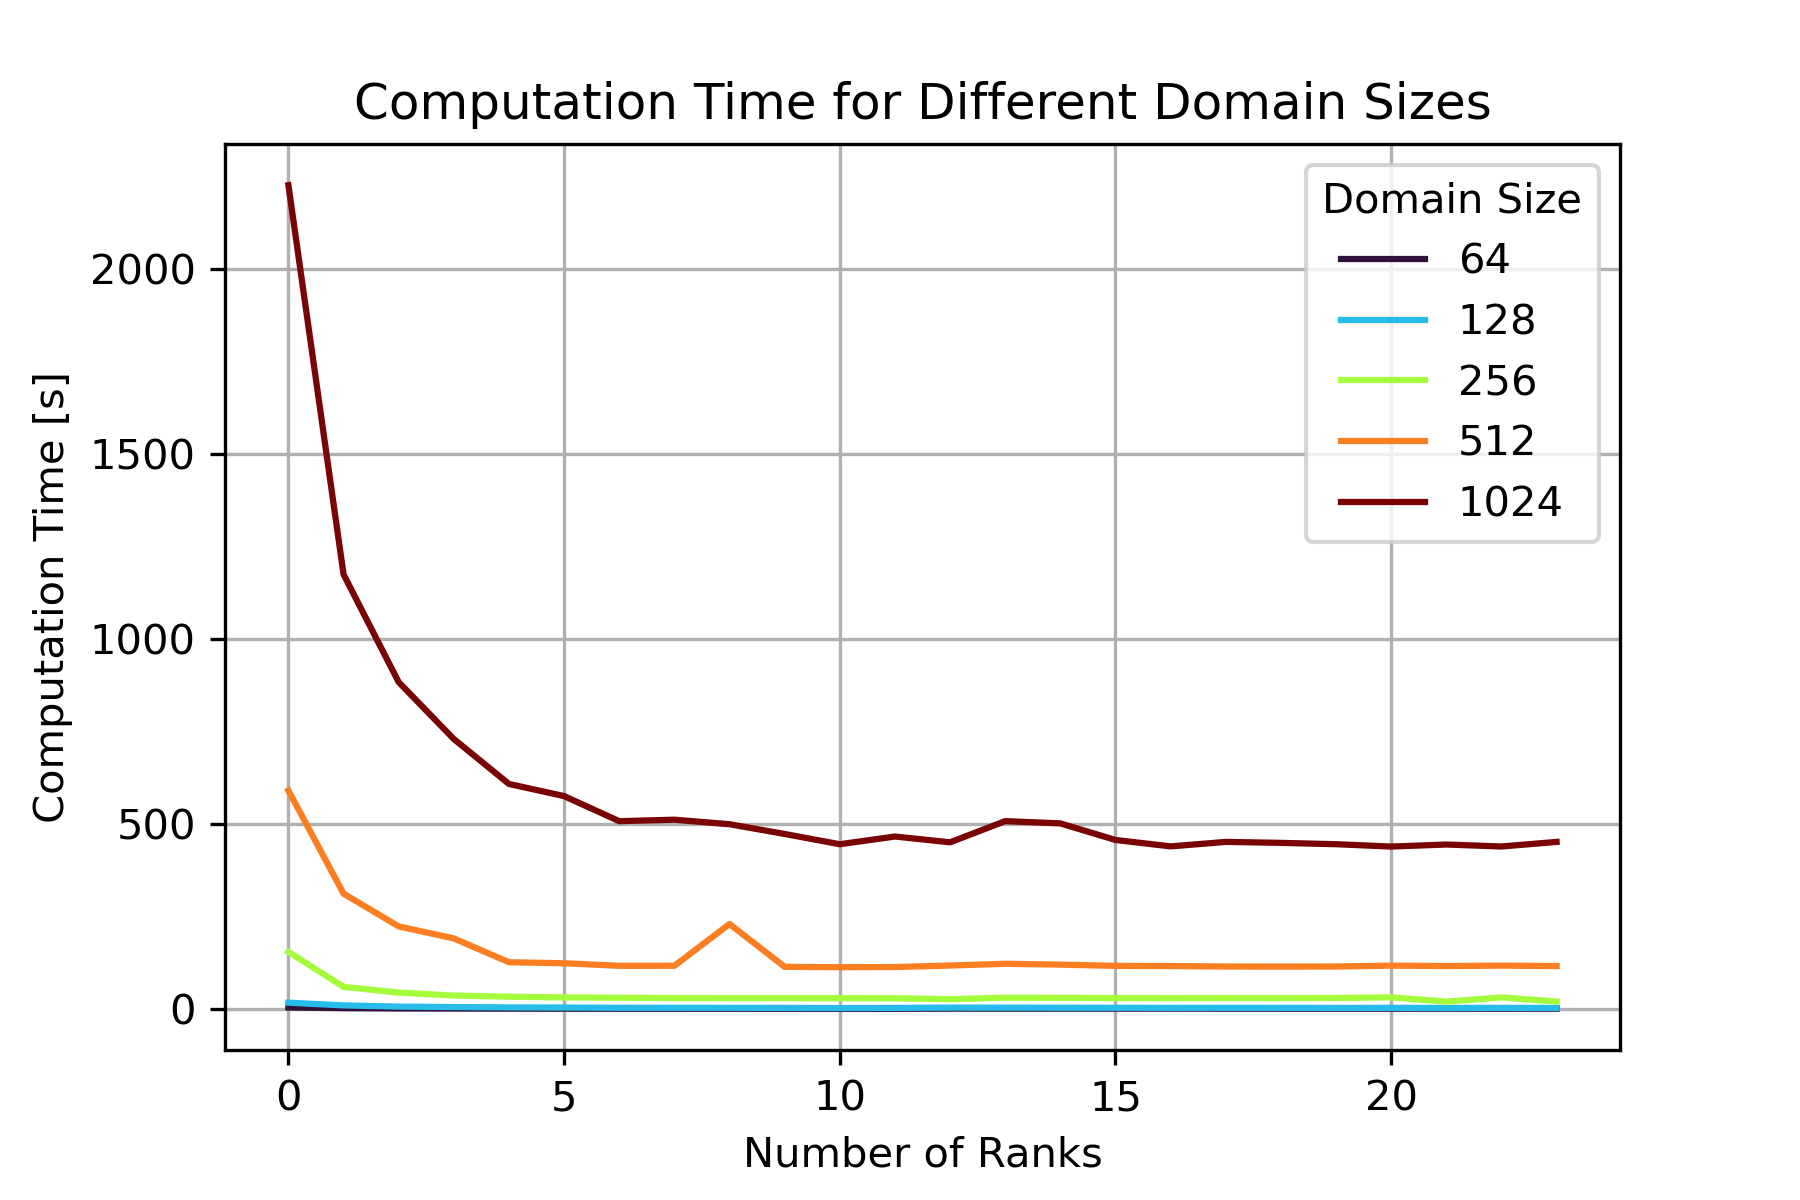 Computation Time for Different Domain Sizes
Domain Size
64
128
256
512
1024
Computation Time [s]
2000
1500
1000
500
0
0 5 10 15 20
Number of Ranks